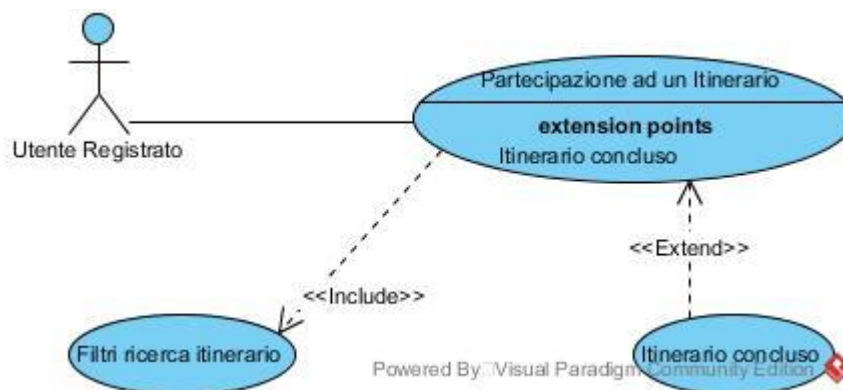 Partecipazione ad un Itinerario
extension points
Itinerario concluso
Utente Registrato
<<Extend>>
<<Include>>
Filtri ricerca itinerario
Itinerario concluso
Powered By Visual Paradigm Community Edition